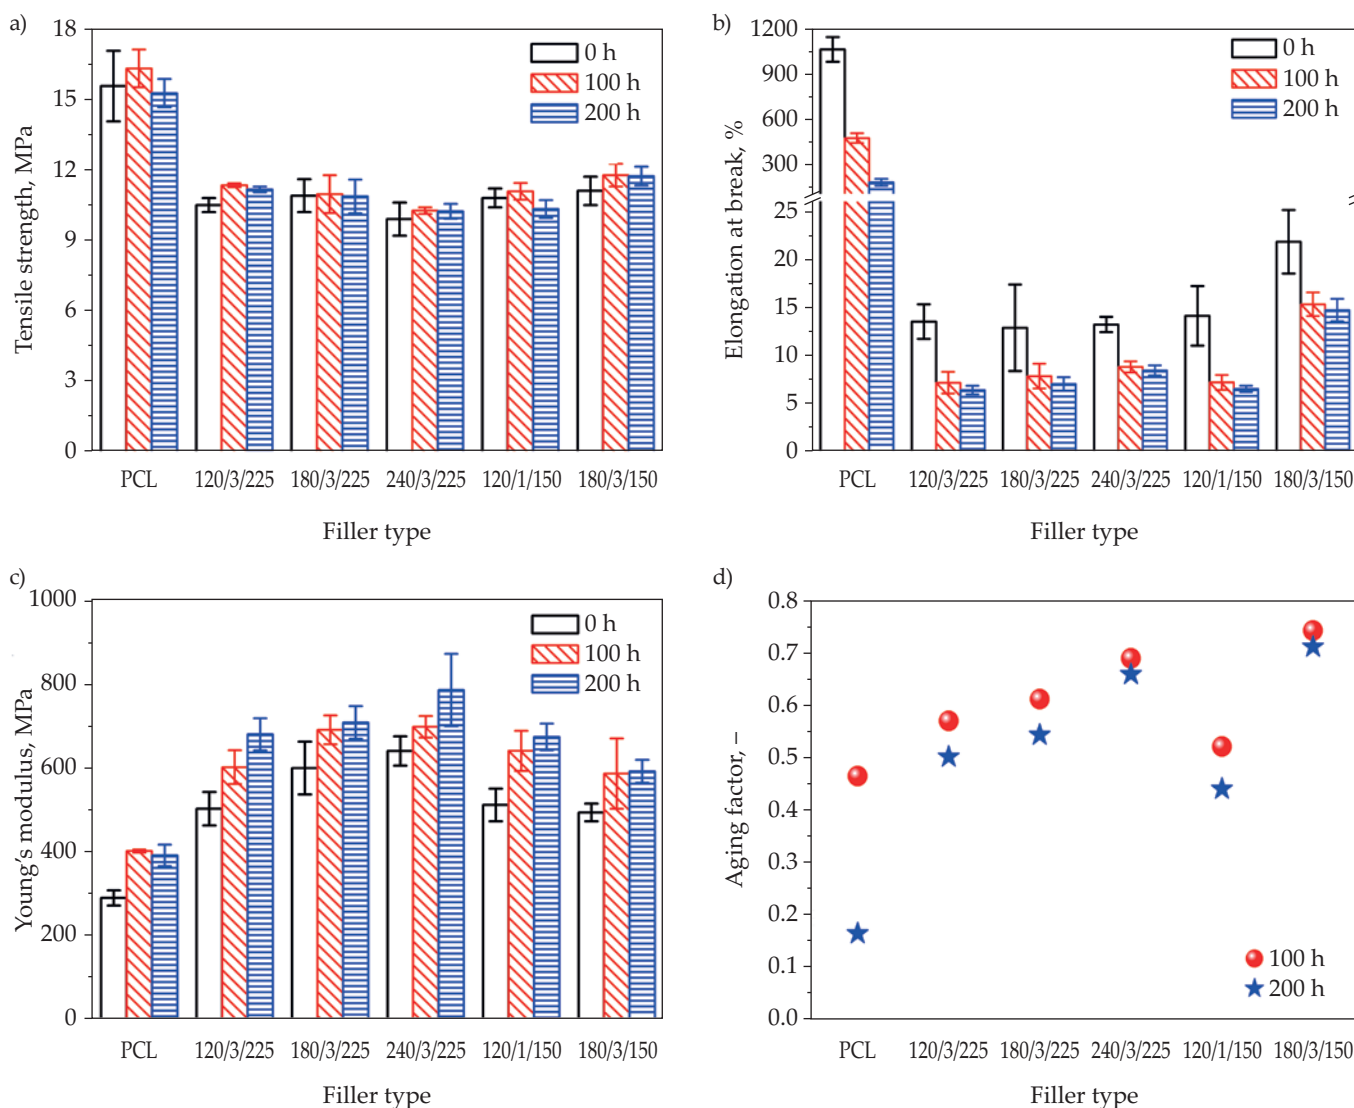 a)
18
15
12
9
6
3
0
Tensile strength, MPa
0 h
100 h
200 h
PCL 120/3/225 180/3/225 240/3/225 120/1/150 180/3/150
Filler type
b)
1200
900
600
300
25
20
15
10
5
0
Elongation at break, %
0 h
100 h
200 h
PCL 120/3/225 180/3/225 240/3/225 120/1/150 180/3/150
Filler type
c)
1000
800
600
400
200
0
Young's modulus, MPa
0 h
100 h
200 h
PCL 120/3/225 180/3/225 240/3/225 120/1/150 180/3/150
Filler type
d)
0.8
0.7
0.6
0.5
0.4
0.3
0.2
0.1
0.0
Aging factor, –
100 h
200 h
PCL 120/3/225 180/3/225 240/3/225 120/1/150 180/3/150
Filler type